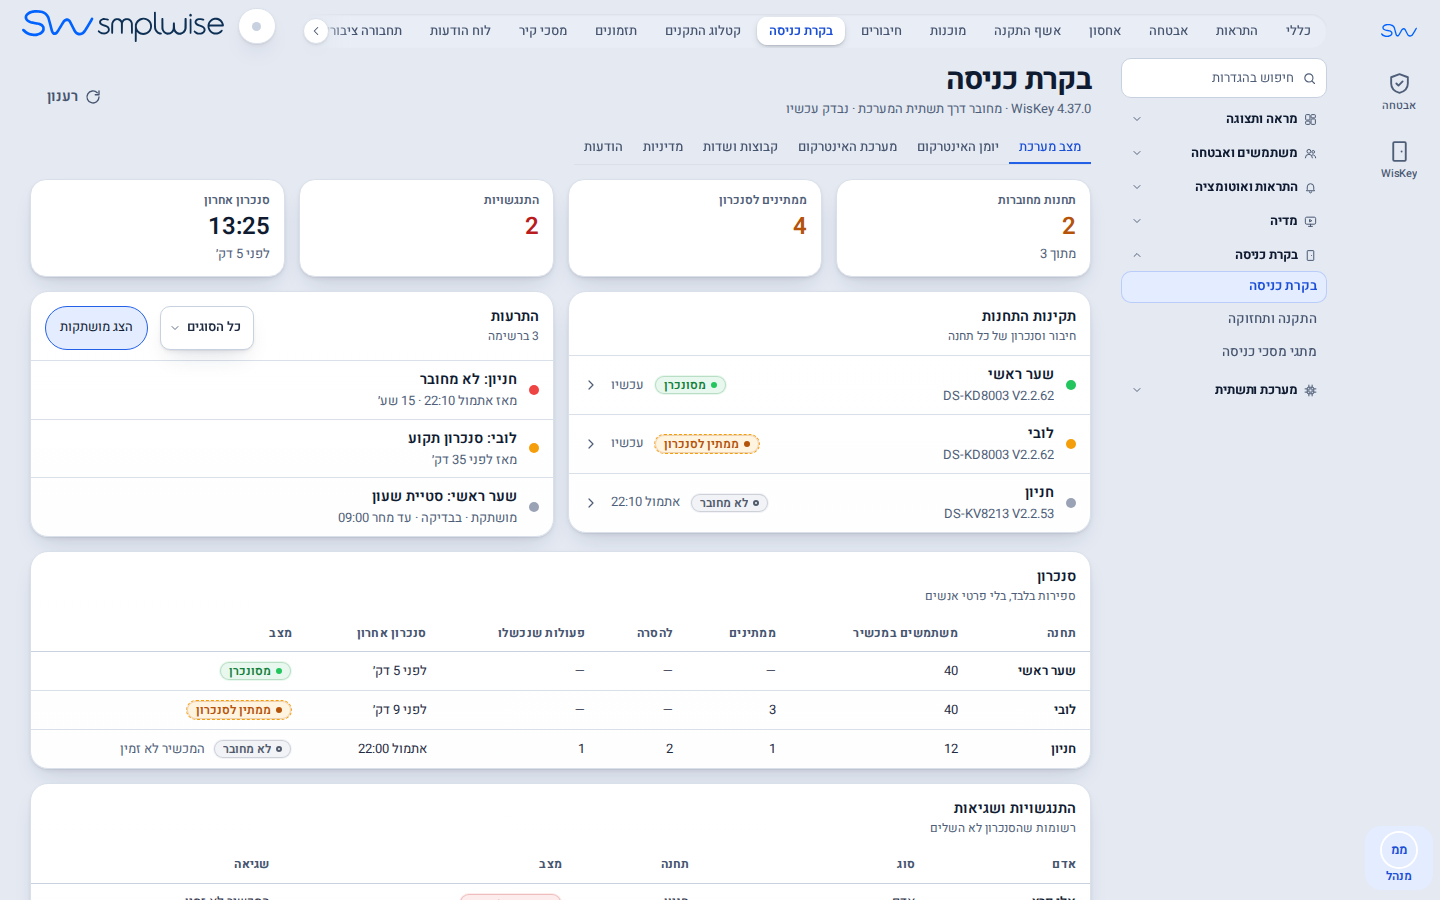 smplwise
כללי התראות אבטחה אחסון אשף התקנה מוכנות חיבורים בקרת כניסה קטלוג התקנים תזמונים מסכי קיר לוח הודעות תחבורה ציבור
אבטחה
WisKey
חיפוש בהגדרות
מראה ותצוגה
משתמשים ואבטחה
התראות ואוטומציה
מדיה
בקרת כניסה
בקרת כניסה
התקנה ותחזוקה
מתגי מסכי כניסה
מערכת ותשתית
ממ
מנהל
בקרת כניסה
WisKey 4.37.0 · מחובר דרך תשתית המערכת · נבדק עכשיו
רענון
מצב מערכת יומן האינטרקום מערכת האינטרקום קבוצות ושדות מדיניות הודעות
תחנות מחוברות
2
מתוך 3
ממתינים לסנכרון
4
התנגשויות
2
סנכרון אחרון
13:25
לפני 5 דק׳
תקינות התחנות
חיבור וסנכרון של כל תחנה
שער ראשי
DS-KD8003 V2.2.62
מסונכרן עכשיו
לובי
DS-KD8003 V2.2.62
ממתין לסנכרון עכשיו
חניון
DS-KV8213 V2.2.53
לא מחובר אתמול 22:10
התרעות
3 ברשימה
כל הסוגים
הצג מושתקות
חניון: לא מחובר
מאז אתמול 22:10 · 15 שע׳
לובי: סנכרון תקוע
מאז לפני 35 דק׳
שער ראשי: סטיית שעון
מושתקת · בבדיקה · עד מחר 09:00
סנכרון
ספירות בלבד, בלי פרטי אנשים
תחנה משתמשים במכשיר ממתינים להסרה פעולות שנכשלו סנכרון אחרון מצב
שער ראשי 40 — — — לפני 5 דק׳ מסונכרן
לובי 40 3 — — לפני 9 דק׳ ממתין לסנכרון
חניון 12 1 2 1 אתמול 22:00 לא מחובר המכשיר לא זמין
התנגשויות ושגיאות
רשומות שהסנכרון לא השלים
אדם סוג תחנה מצב שגיאה